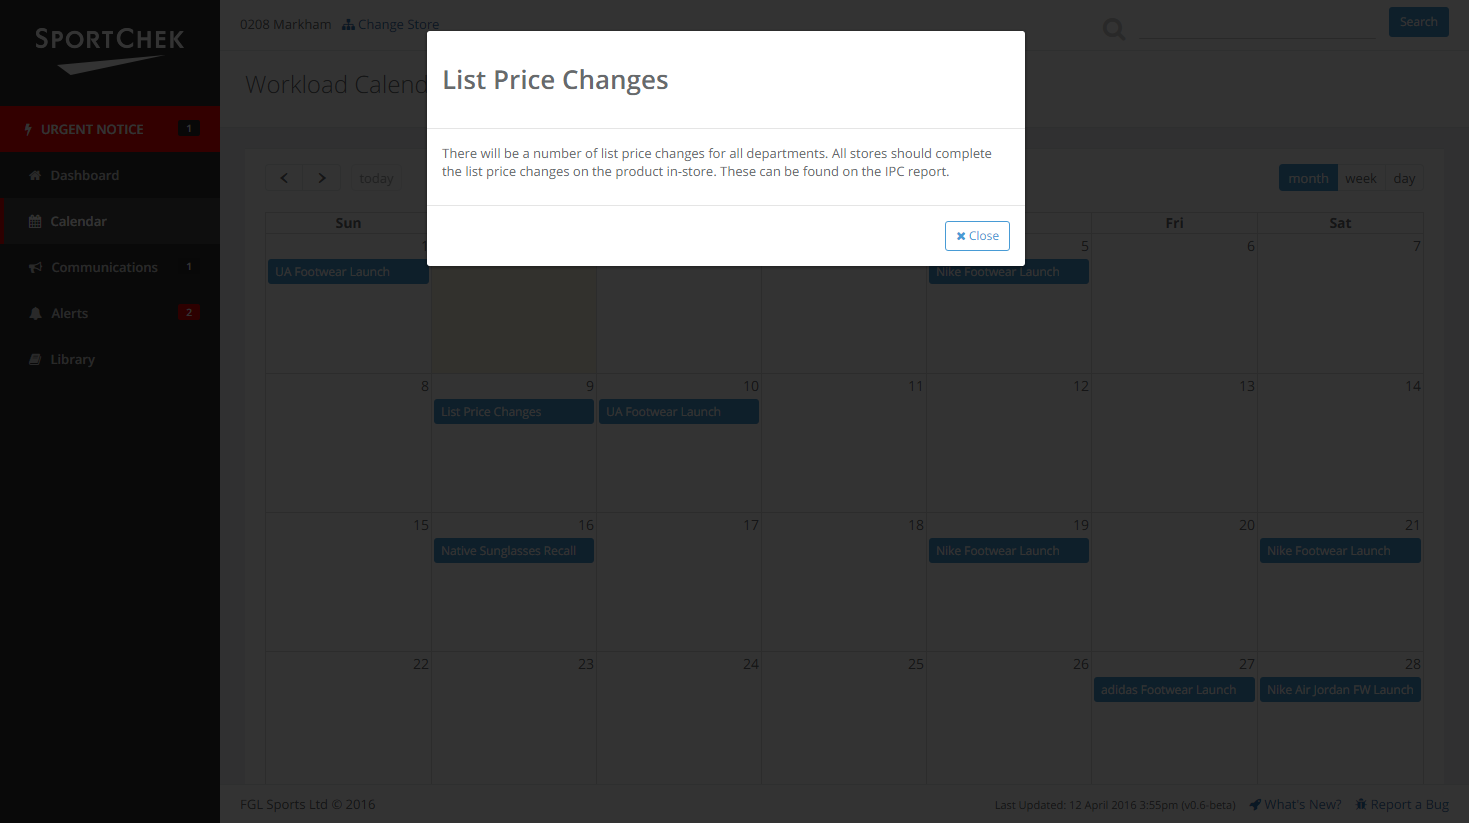 SPORTCHEK
0208 Markham Change Store
Search
Workload Calend
List Price Changes
There will be a number of list price changes for all departments. All stores should complete
the list price changes on the product in-store. These can be found on the IPC report.
Close
URGENT NOTICE 1
Dashboard
Calendar
Communications 1
Alerts 2
Library
today
month week day
Sun Fri Sat
1 5 6 7
UA Footwear Launch Nike Footwear Launch
8 9 10 11 12 13 14
List Price Changes UA Footwear Launch
15 16 17 18 19 20 21
Native Sunglasses Recall Nike Footwear Launch Nike Footwear Launch
22 23 24 25 26 27 28
adidas Footwear Launch Nike Air Jordan FW Launch
FGL Sports Ltd © 2016
Last Updated: 12 April 2016 3:55pm (v0.6-beta) What's New? Report a Bug